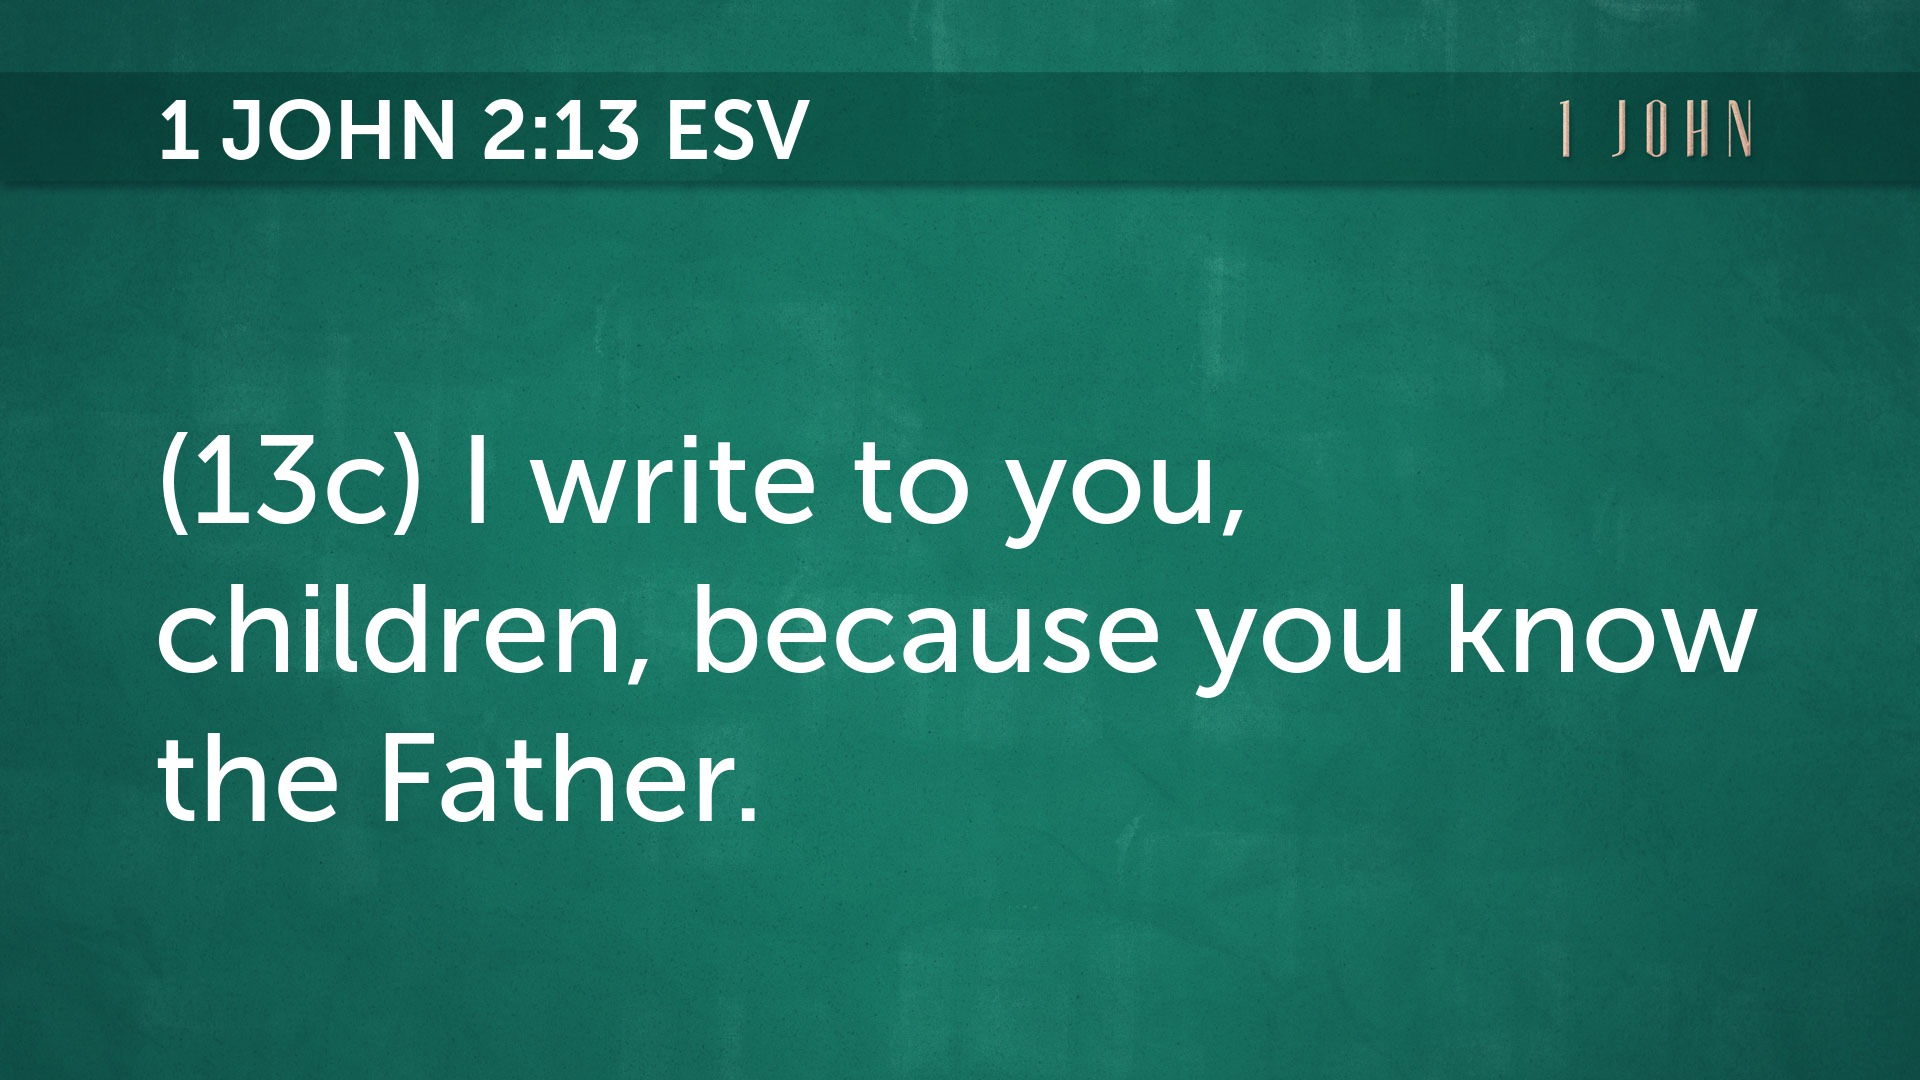 1 JOHN 2:13 ESV
1 JOHN
(13c) I write to you,
children, because you know
the Father.